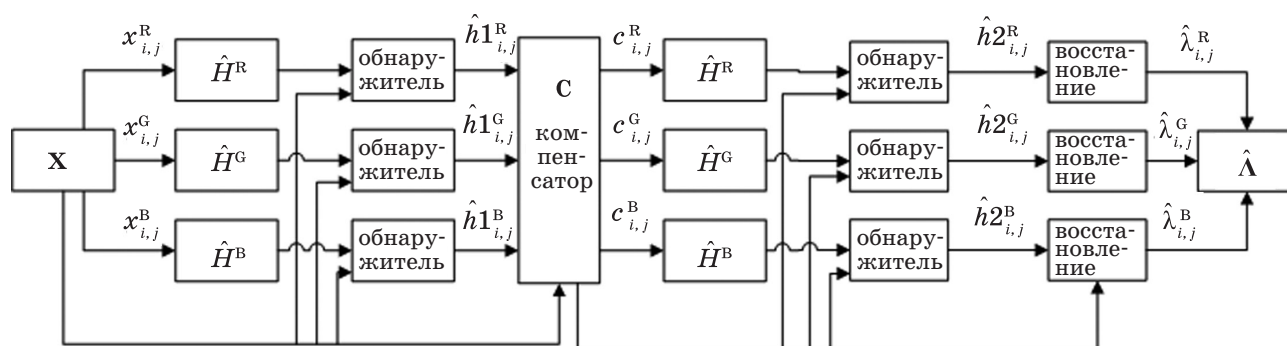 X
x^R_{i,j}
Ĥ^R
обнару-
житель
ĥ1^R_{i,j}
x^G_{i,j}
Ĥ^G
обнару-
житель
ĥ1^G_{i,j}
x^B_{i,j}
Ĥ^B
обнару-
житель
ĥ1^B_{i,j}
C
ком-
пен-
сатор
c^R_{i,j}
Ĥ^R
обнару-
житель
ĥ2^R_{i,j}
восста-
новле-
ние
λ̂^R_{i,j}
c^G_{i,j}
Ĥ^G
обнару-
житель
ĥ2^G_{i,j}
восста-
новле-
ние
λ̂^G_{i,j}
c^B_{i,j}
Ĥ^B
обнару-
житель
ĥ2^B_{i,j}
восста-
новле-
ние
λ̂^B_{i,j}
Λ̂